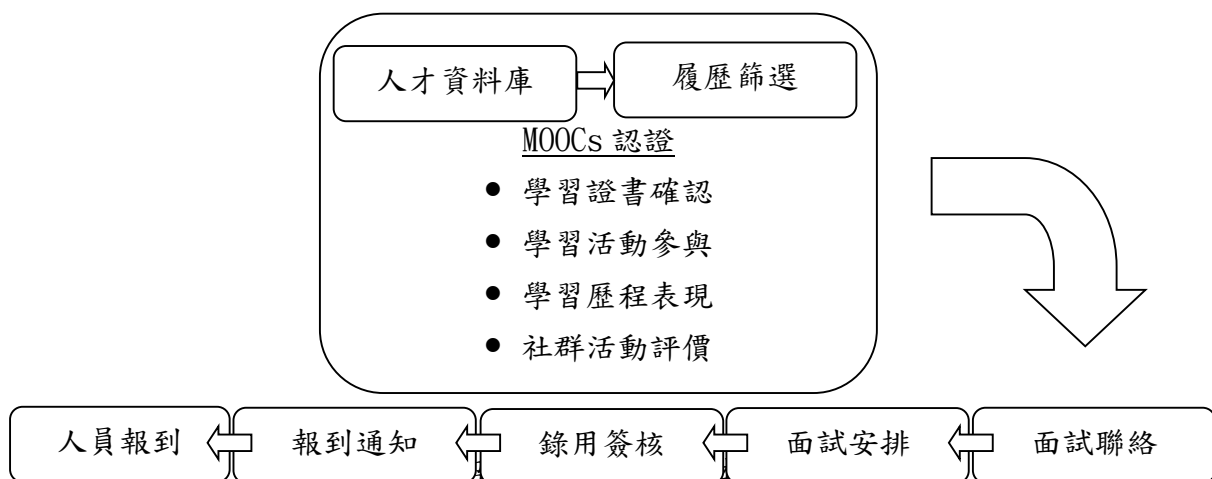 人才資料庫 履歷篩選
MOOCs 認證
● 學習證書確認
● 學習活動參與
● 學習歷程表現
● 社群活動評價
人員報到 報到通知 錄用簽核 面試安排 面試聯絡